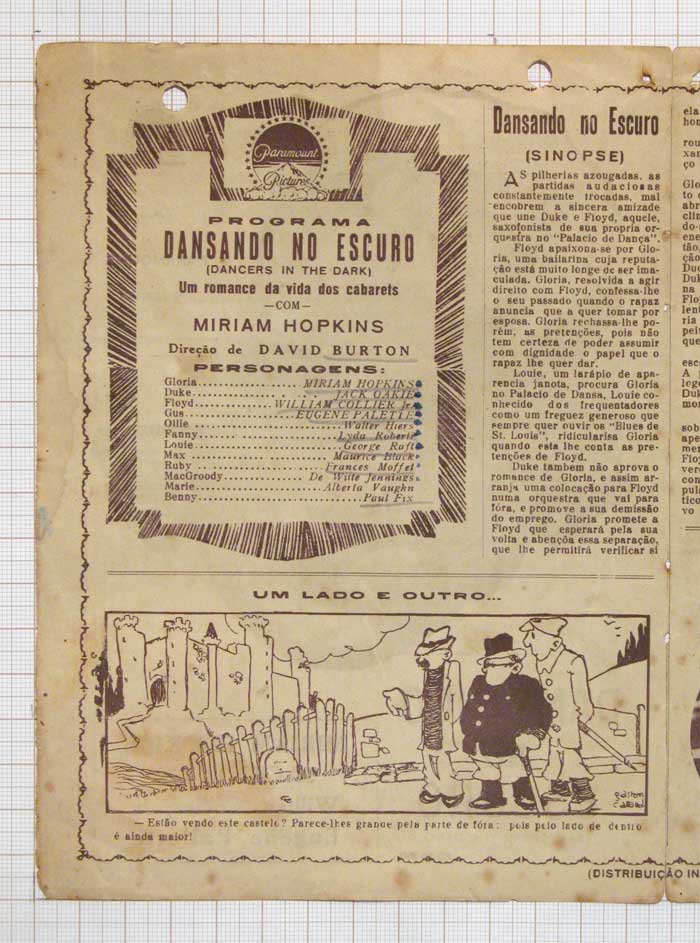 Paramount
Pictures
PROGRAMA
DANSANDO NO ESCURO
(DANCERS IN THE DARK)
Um romance da vida dos cabarets
—COM—
MIRIAM HOPKINS
Direção de DAVID BURTON
PERSONAGENS:
Gloria.............. MIRIAM HOPKINS
Duke................ JACK OAKIE
Floyd............ WILLIAM COLLIER Jr.
Gus.............. EUGENE PALETTE
Ollie .................. Walter Hiers
Fanny................ Lyda Roberti
Louie ................. George Raft
Max ................ Maurice Black
Ruby ............. Frances Moffet
MacGroody.......... De Witte Jennings
Marie............... Alberta Vaughn
Benny..................... Paul Fix
Dansando no Escuro
(SINOPSE)
AS pilherias azougadas, as
partidas audaciosas
constantemente trocadas, mal
encobrem a sincera amizade
que une Duke e Floyd, aquele,
saxofonista de sua propria or-
questra no "Palacio de Dança".
Floyd apaixona-se por Glo-
ria, uma bailarina cuja reputa-
ção está muito longe de ser ima-
culada. Gloria, resolvida a agir
direito com Floyd, confessa-lhe
o seu passado quando o rapaz
anuncia que a quer tomar por
esposa. Gloria rechassa-lhe po-
rém, as pretenções, pois não
tem certeza de poder assumir
com dignidade o papel que o
rapaz lhe quer dar.
Louie, um larápio de apa-
rencia janota, procura Gloria
no Palacio de Dansa, Louie co-
nhecido dos frequentadores
como um freguez generoso que
sempre quer ouvir os "Blues de
St. Louis", ridicularisa Gloria
quando esta lhe conta as pre-
tenções de Floyd.
Duke tambem não aprova o
romance de Gloria, e assim ar-
ranja uma colocação para Floyd
numa orquestra que vai para
fóra, e promove a sua demissão
do emprego. Gloria promete a
Floyd que esperará pela sua
volta e abençôa essa separação,
que lhe permitirá verificar si
UM LADO E OUTRO...
— Estão vendo este castelo? Parece-lhes grande pela parte de fóra; pois pelo lado de dentro
é ainda maior!
(DISTRIBUIÇÃO IN